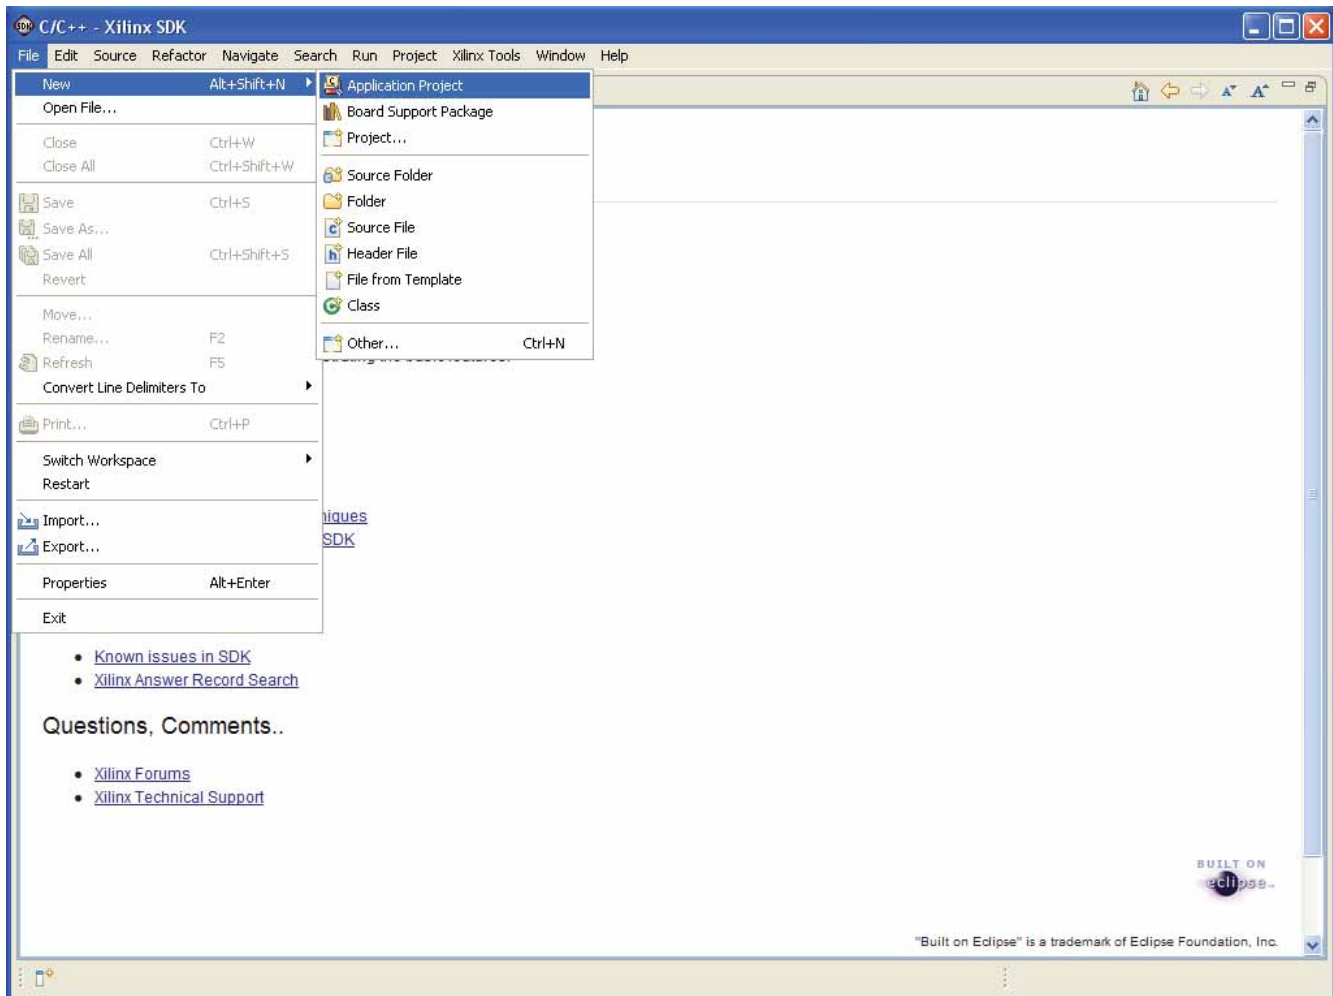 C/C++ - Xilinx SDK
File Edit Source Refactor Navigate Search Run Project Xilinx Tools Window Help
New Alt+Shift+N
Open File...
Close Ctrl+W
Close All Ctrl+Shift+W
Save Ctrl+S
Save As...
Save All Ctrl+Shift+S
Revert
Move...
Rename... F2
Refresh F5
Convert Line Delimiters To
Print... Ctrl+P
Switch Workspace
Restart
Import...
Export...
Properties Alt+Enter
Exit
Application Project
Board Support Package
Project...
Source Folder
Folder
Source File
Header File
File from Template
Class
Other... Ctrl+N
the basic features.
SDK
Known issues in SDK
Xilinx Answer Record Search
Questions, Comments..
Xilinx Forums
Xilinx Technical Support
BUILT ON
eclipse
"Built on Eclipse" is a trademark of Eclipse Foundation, Inc.